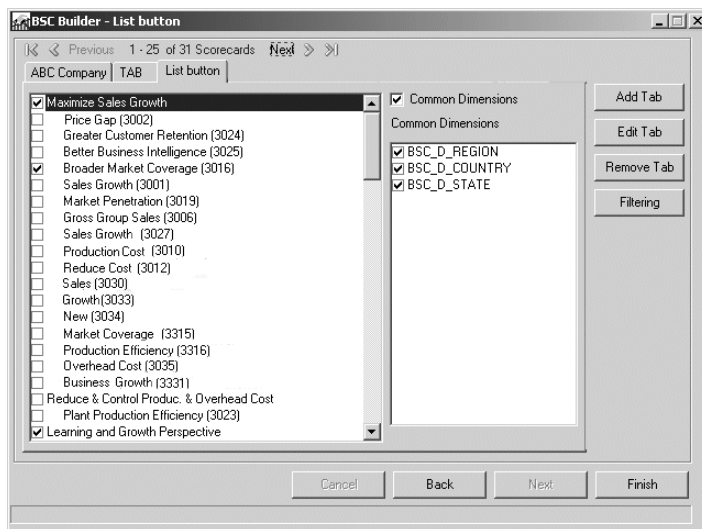 BSC Builder - List button
Previous 1 - 25 of 31 Scorecards Next
ABC Company TAB List button
Maximize Sales Growth
Price Gap (3002)
Greater Customer Retention (3024)
Better Business Intelligence (3025)
Broader Market Coverage (3016)
Sales Growth (3001)
Market Penetration (3019)
Gross Group Sales (3006)
Sales Growth (3027)
Production Cost (3010)
Reduce Cost (3012)
Sales (3030)
Growth(3033)
New (3034)
Market Coverage (3315)
Production Efficiency (3316)
Overhead Cost (3035)
Business Growth (3331)
Reduce & Control Produc. & Overhead Cost
Plant Production Efficiency (3023)
Learning and Growth Perspective
Common Dimensions
Common Dimensions
BSC_D_REGION
BSC_D_COUNTRY
BSC_D_STATE
Add Tab
Edit Tab
Remove Tab
Filtering
Cancel Back Next Finish